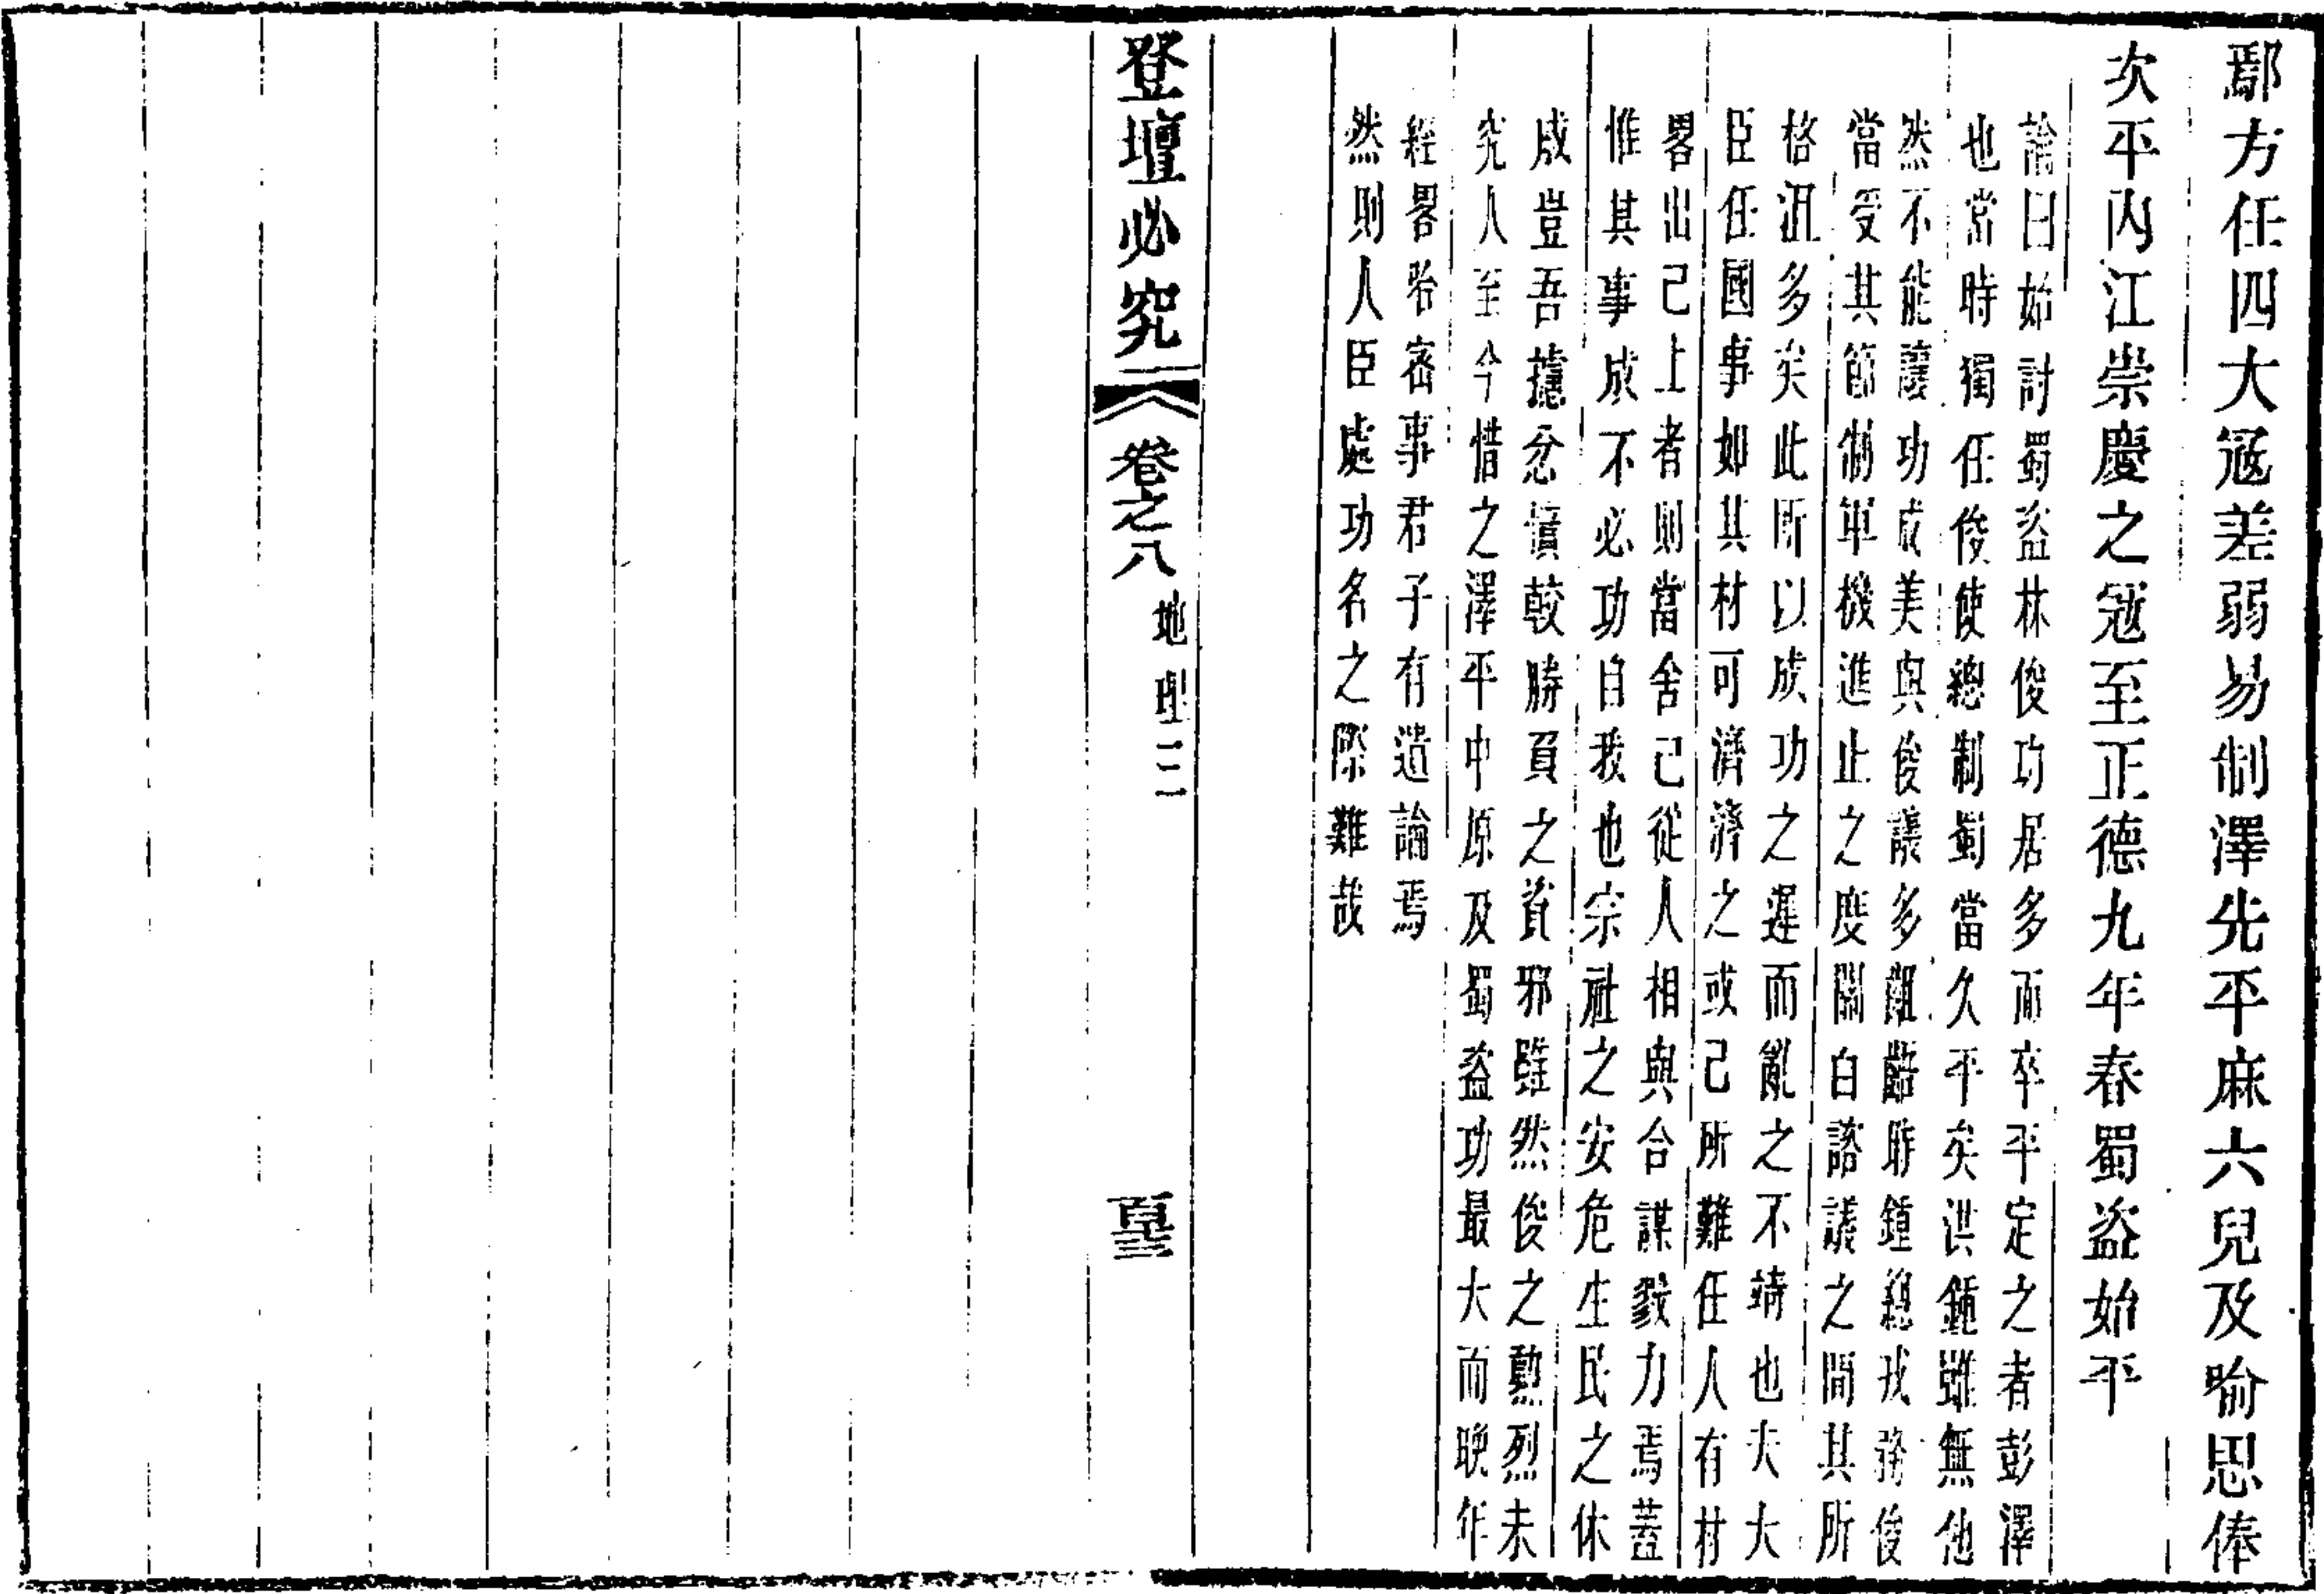 鄢方任四大冦差弱易制澤先平麻六兒及喻思俸
次平內江崇慶之冦至正德九年春蜀盗始平
論曰始討蜀盗林俊功居多而卒平定之者彭澤
也當時獨任俊使總制蜀當久平矣洪鍾雖無他
然不能讓功成美與俊議多齟齬時鍾總戎務俊
當受其節制軍機進止之度關白諮議之間其所
格沮多矣此所以成功之遲而亂之不靖也夫大
臣任國事如其材可濟濟之或己所難任人有材
畧出己上者則當舍己從人相與合謀戮力焉蓋
惟其事成不必功自我也宗社之安危生民之休
戚豈吾攄忿懥較勝負之資邪雖然俊之勳烈未
究人至今惜之澤平中原及蜀盗功最大而晚年
經畧哈密事君子有遺論焉
然則人臣處功名之際難哉
登壇必究
卷之八
地理三